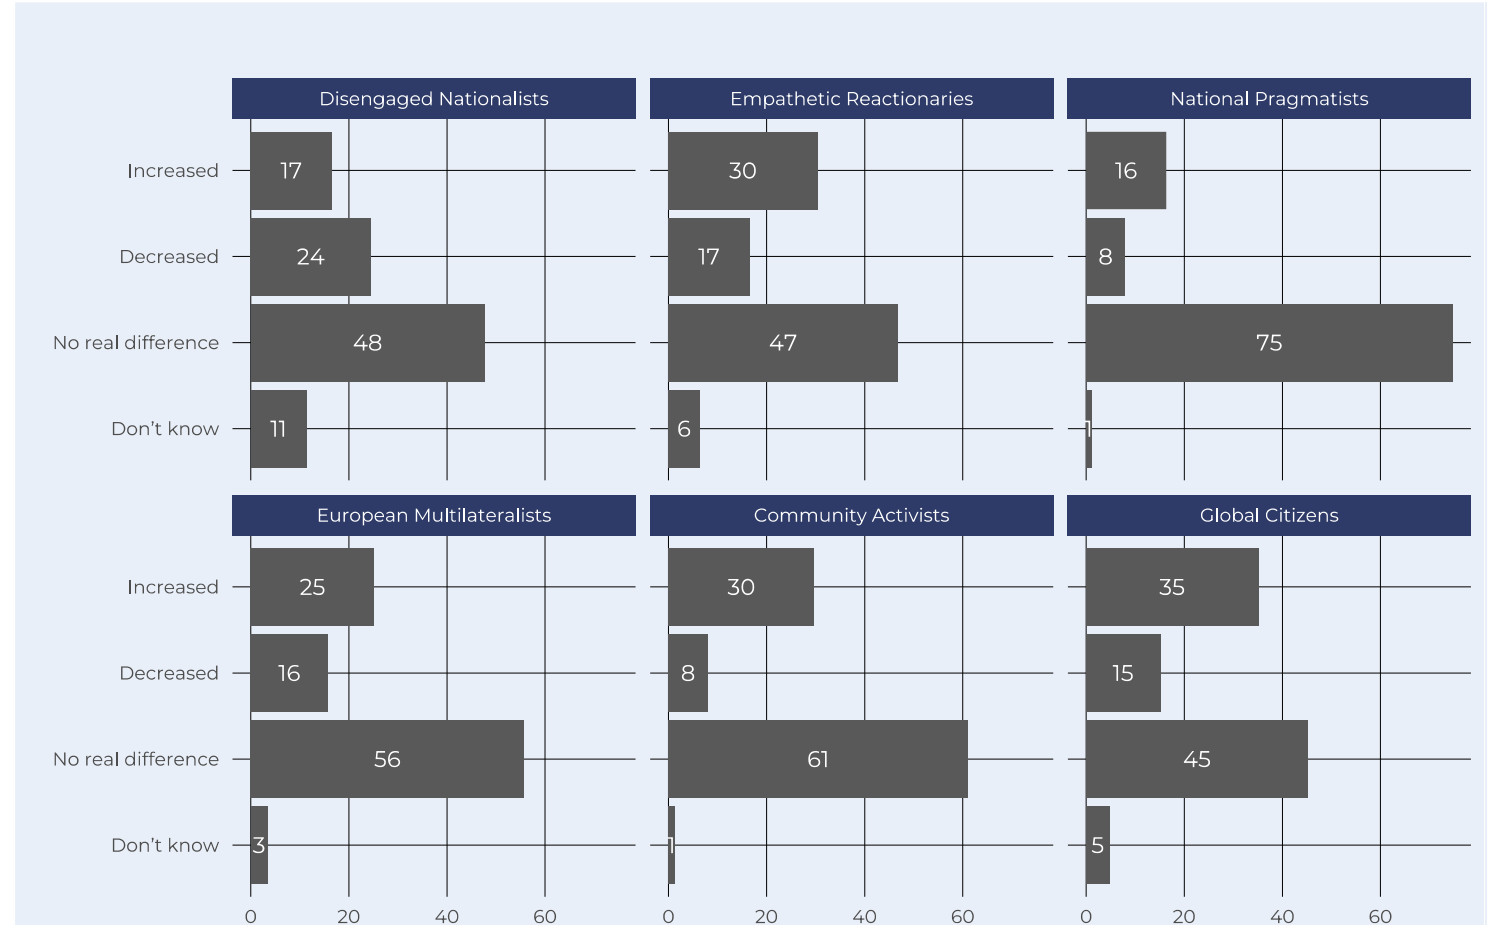 Disengaged Nationalists Empathetic Reactionaries National Pragmatists
Increased 17 30 16
Decreased 24 17 8
No real difference 48 47 75
Don’t know 11 6 1
European Multilateralists Community Activists Global Citizens
Increased 25 30 35
Decreased 16 8 15
No real difference 56 61 45
Don’t know 3 1 5
0 20 40 60 0 20 40 60 0 20 40 60